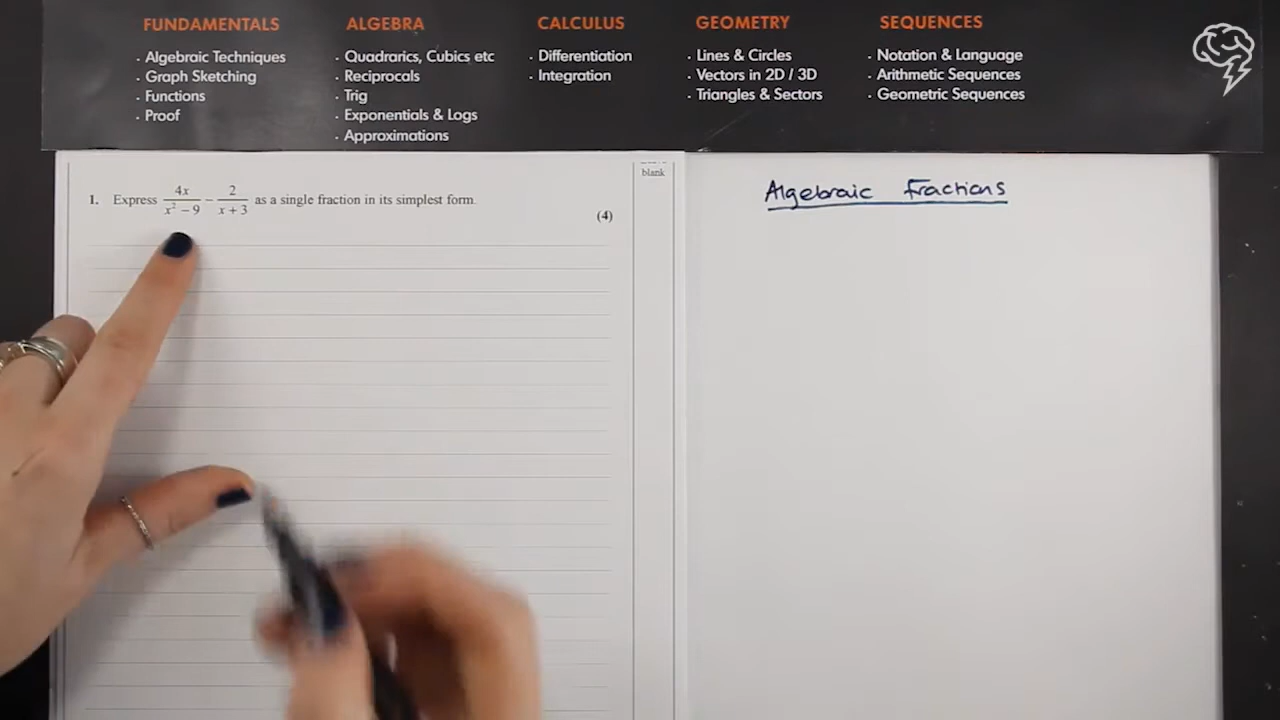 FUNDAMENTALS
· Algebraic Techniques
· Graph Sketching
· Functions
· Proof
ALGEBRA
· Quadrarics, Cubics etc
· Reciprocals
· Trig
· Exponentials & Logs
· Approximations
CALCULUS
· Differentiation
· Integration
GEOMETRY
· Lines & Circles
· Vectors in 2D / 3D
· Triangles & Sectors
SEQUENCES
· Notation & Language
· Arithmetic Sequences
· Geometric Sequences
blank
1. Express 4x/(x² − 9) − 2/(x + 3) as a single fraction in its simplest form.
(4)
Algebraic Fractions